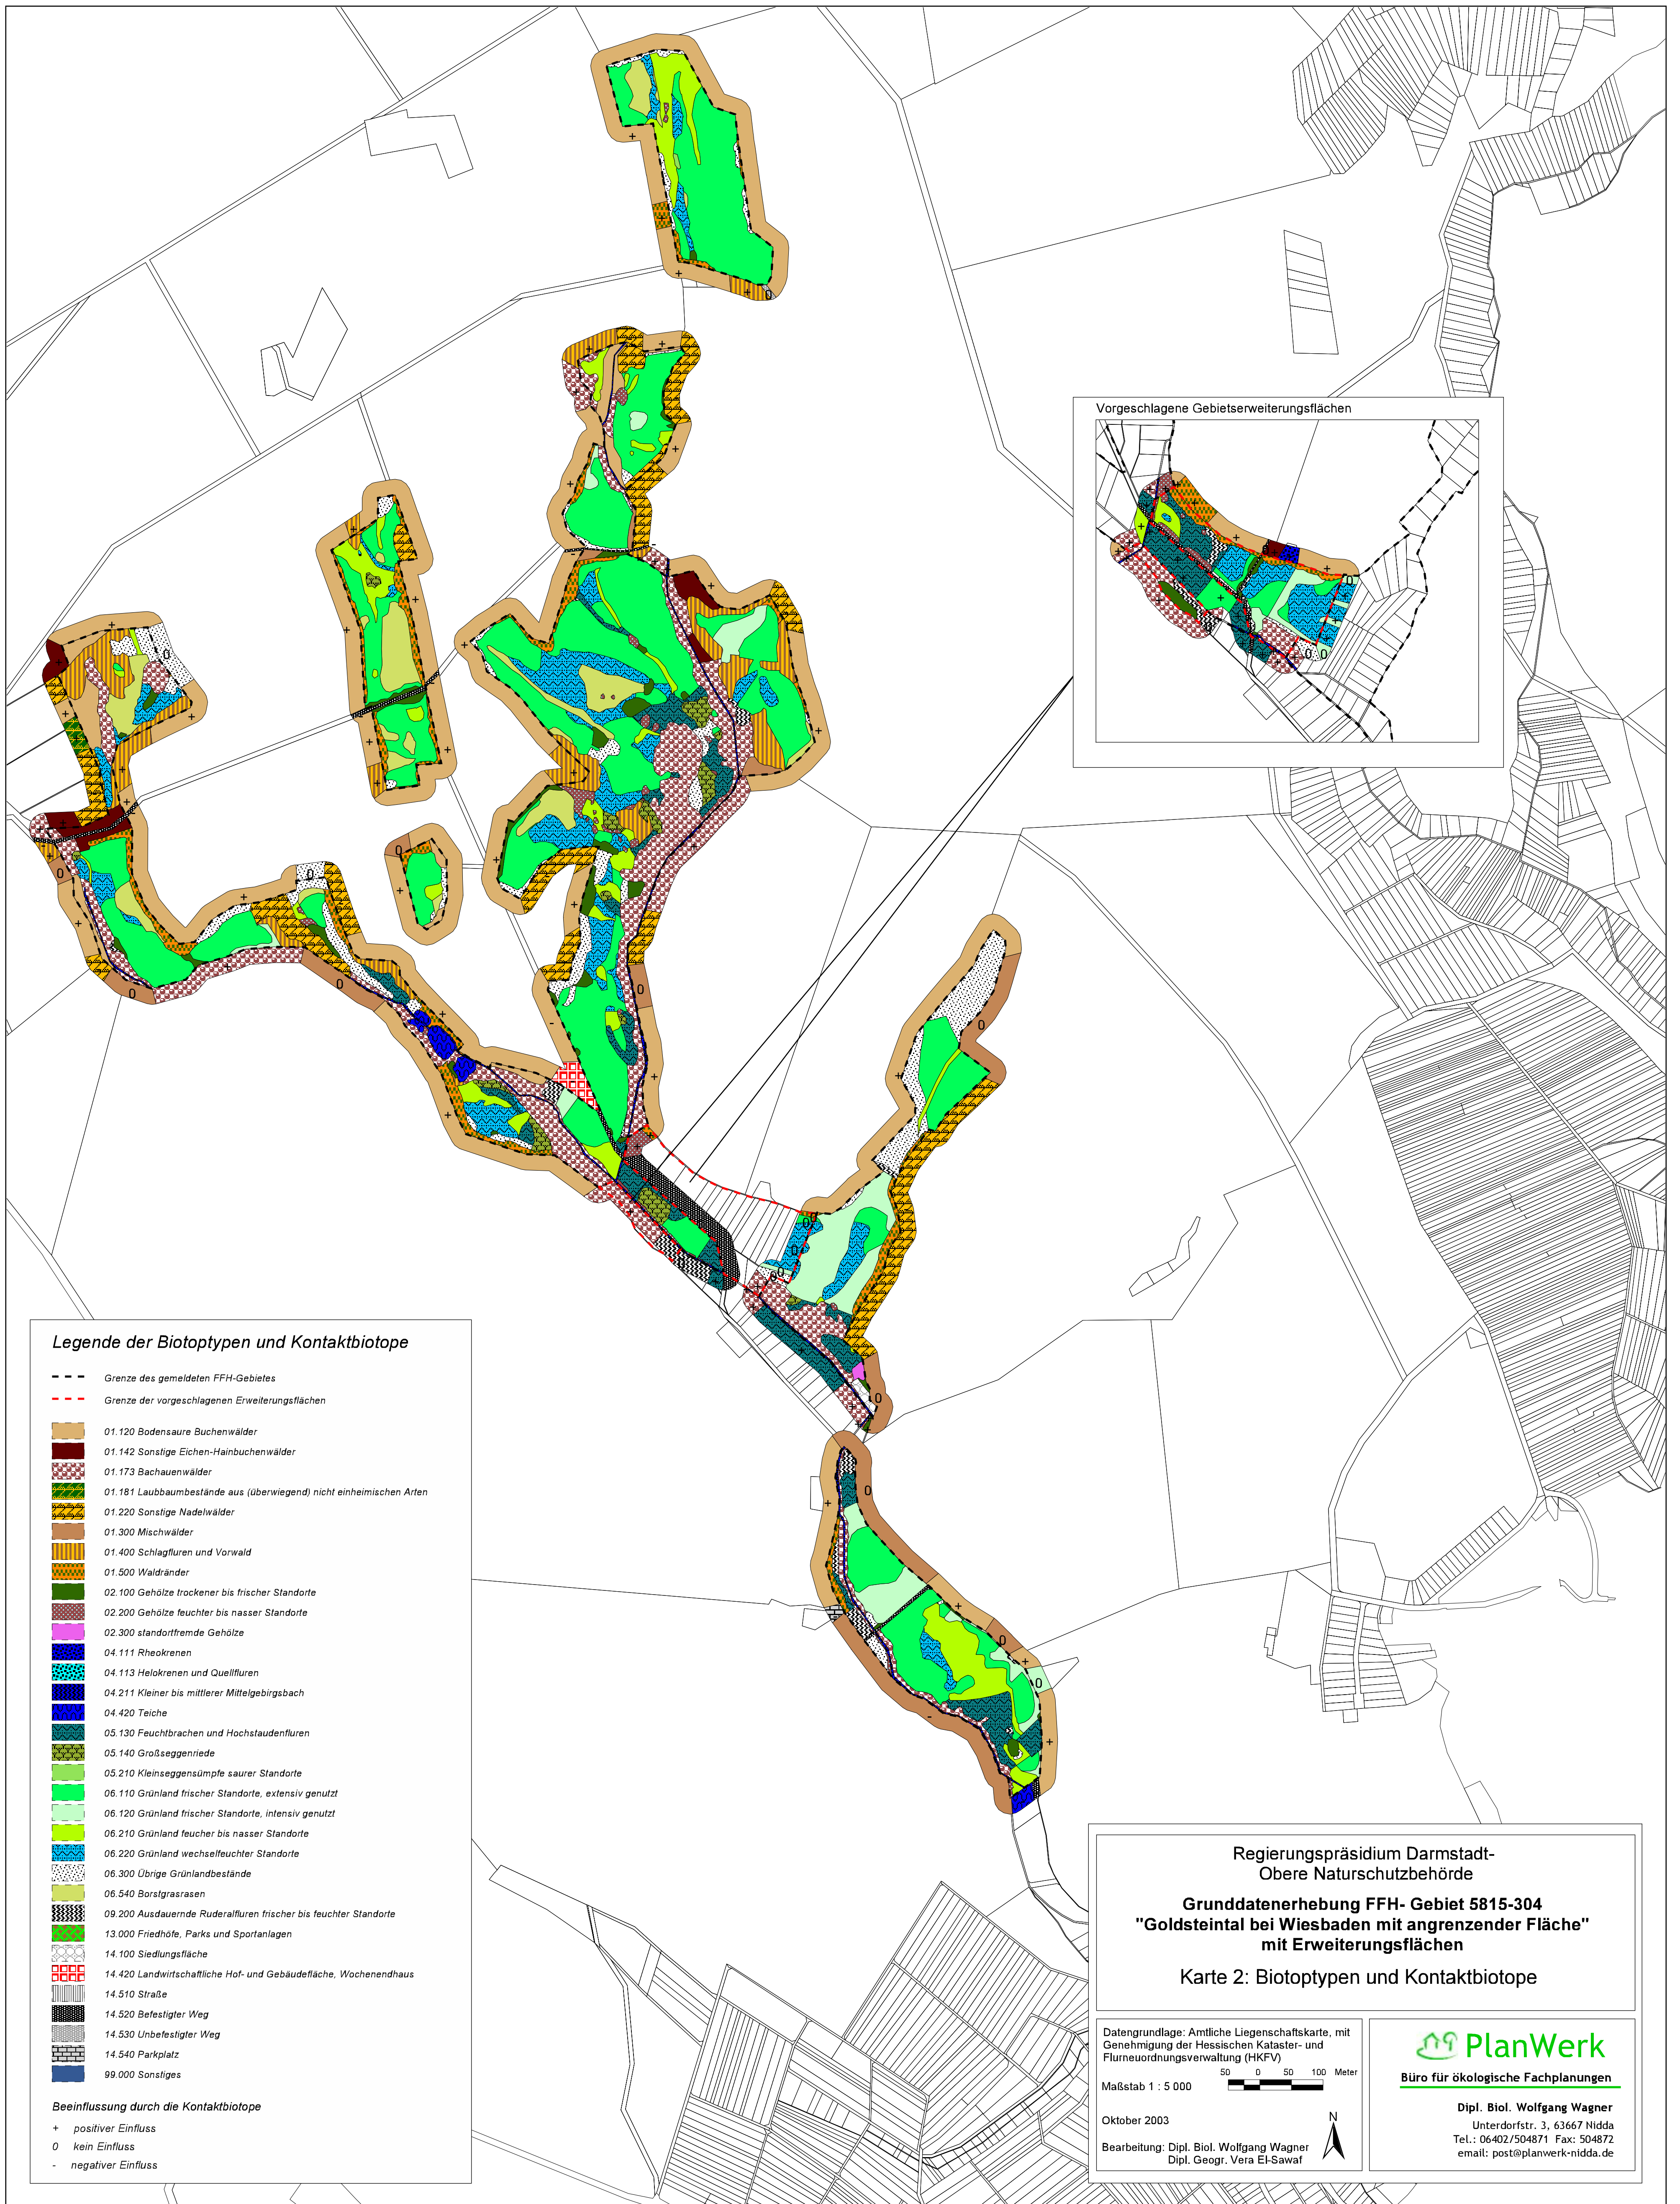 Vorgeschlagene Gebietserweiterungsflächen
Legende der Biotoptypen und Kontaktbiotope
Grenze des gemeldeten FFH-Gebietes
Grenze der vorgeschlagenen Erweiterungsflächen
01.120 Bodensaure Buchenwälder
01.142 Sonstige Eichen-Hainbuchenwälder
01.173 Bachauenwälder
01.181 Laubbaumbestände aus (überwiegend) nicht einheimischen Arten
01.220 Sonstige Nadelwälder
01.300 Mischwälder
01.400 Schlagfluren und Vorwald
01.500 Waldränder
02.100 Gehölze trockener bis frischer Standorte
02.200 Gehölze feuchter bis nasser Standorte
02.300 standortfremde Gehölze
04.111 Rheokrenen
04.113 Helokrenen und Quellfluren
04.211 Kleiner bis mittlerer Mittelgebirgsbach
04.420 Teiche
05.130 Feuchtbrachen und Hochstaudenfluren
05.140 Großseggenriede
05.210 Kleinseggensümpfe saurer Standorte
06.110 Grünland frischer Standorte, extensiv genutzt
06.120 Grünland frischer Standorte, intensiv genutzt
06.210 Grünland feucher bis nasser Standorte
06.220 Grünland wechselfeuchter Standorte
06.300 Übrige Grünlandbestände
06.540 Borstgrasrasen
09.200 Ausdauernde Ruderalfluren frischer bis feuchter Standorte
13.000 Friedhöfe, Parks und Sportanlagen
14.100 Siedlungsfläche
14.420 Landwirtschaftliche Hof- und Gebäudefläche, Wochenendhaus
14.510 Straße
14.520 Befestigter Weg
14.530 Unbefestigter Weg
14.540 Parkplatz
99.000 Sonstiges
Beeinflussung durch die Kontaktbiotope
+ positiver Einfluss
0 kein Einfluss
- negativer Einfluss
Regierungspräsidium Darmstadt-
Obere Naturschutzbehörde
Grunddatenerhebung FFH- Gebiet 5815-304
"Goldsteintal bei Wiesbaden mit angrenzender Fläche"
mit Erweiterungsflächen
Karte 2: Biotoptypen und Kontaktbiotope
Datengrundlage: Amtliche Liegenschaftskarte, mit
Genehmigung der Hessischen Kataster- und
Flurneuordnungsverwaltung (HKFV)
50 0 50 100 Meter
Maßstab 1 : 5 000
Oktober 2003
N
Bearbeitung: Dipl. Biol. Wolfgang Wagner
Dipl. Geogr. Vera El-Sawaf
PlanWerk
Büro für ökologische Fachplanungen
Dipl. Biol. Wolfgang Wagner
Unterdorfstr. 3, 63667 Nidda
Tel.: 06402/504871 Fax: 504872
email: post@planwerk-nidda.de